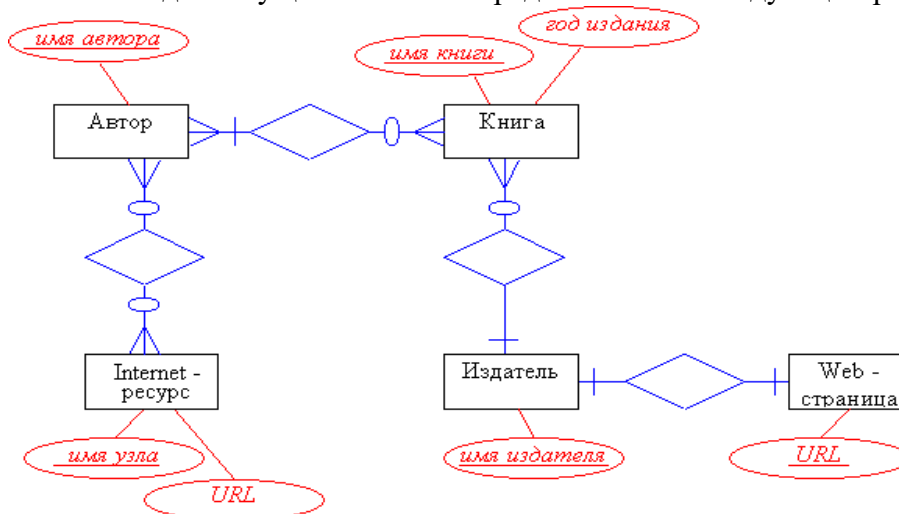 год издания
имя автора
имя книги
Автор
Книга
Internet -
ресурс
Издатель
Web -
страница
имя узла
имя издателя
URL
URL